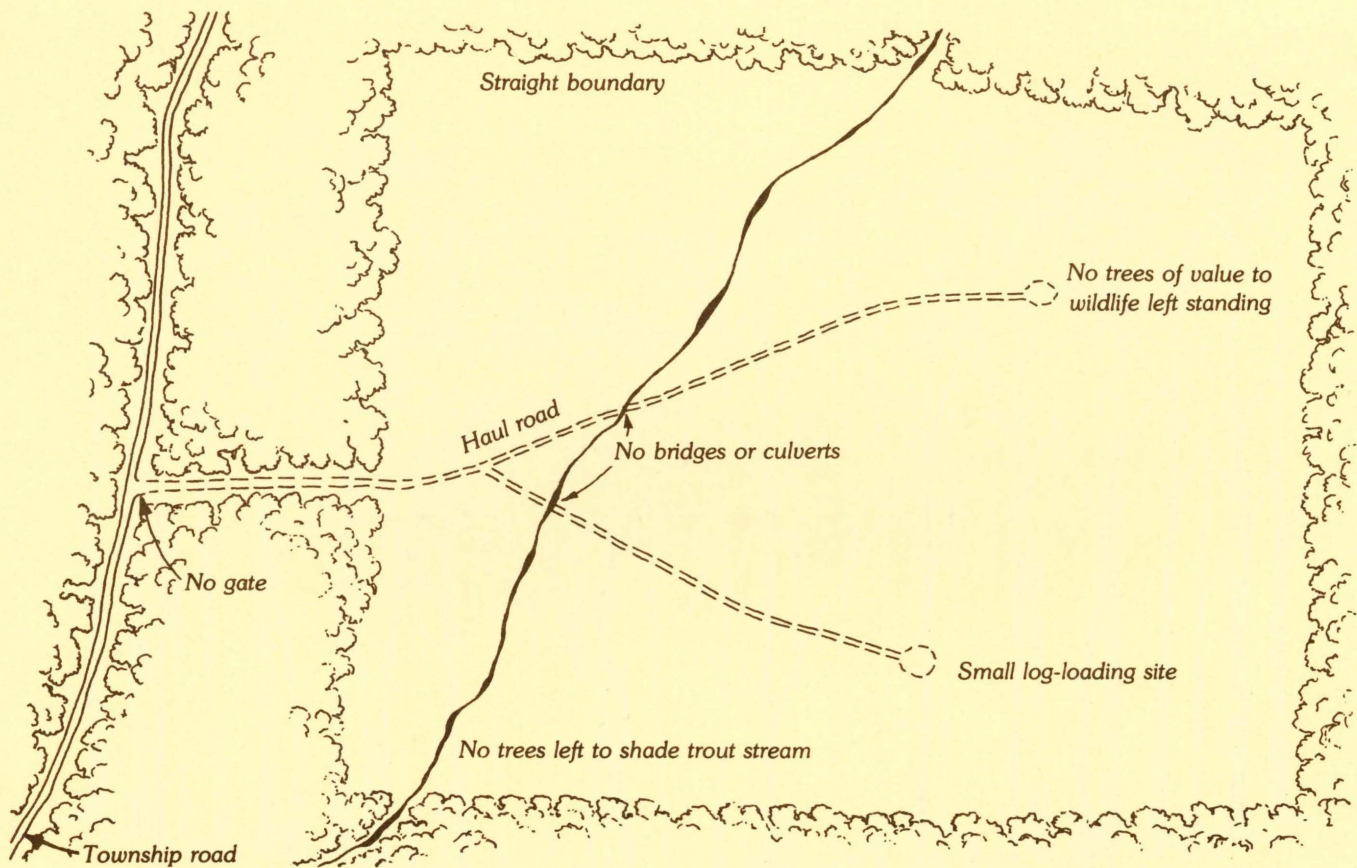 Straight boundary
No trees of value to
wildlife left standing
Haul road
No bridges or culverts
No gate
Small log-loading site
No trees left to shade trout stream
Township road